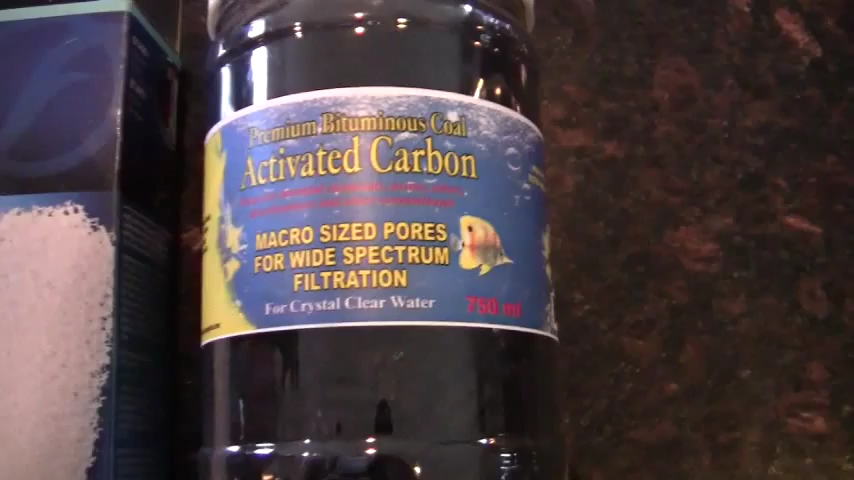 Premium Bituminous Coal
Activated Carbon
MACRO SIZED PORES
FOR WIDE SPECTRUM
FILTRATION
For Crystal Clear Water
750 ml